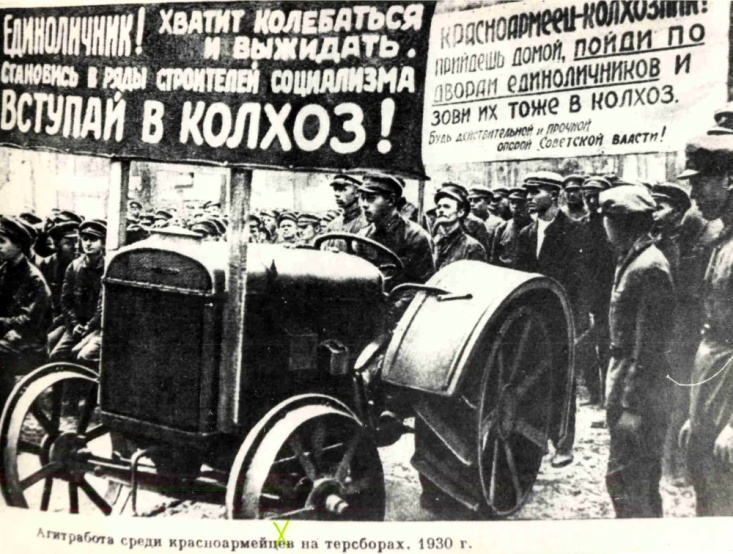 ЕДИНОЛИЧНИК! ХВАТИТ КОЛЕБАТЬСЯ
И ВЫЖИДАТЬ.
СТАНОВИСЬ В РЯДЫ СТРОИТЕЛЕЙ СОЦИАЛИЗМА
ВСТУПАЙ В КОЛХОЗ!
КРАСНОАРМЕЕЦ-КОЛХОЗНИК!
ПРИЙДЕШЬ ДОМОЙ, ПОЙДИ ПО
ДВОРАМ ЕДИНОЛИЧНИКОВ И
ЗОВИ ИХ ТОЖЕ В КОЛХОЗ.
БУДЬ ДЕЙСТВИТЕЛЬНОЙ И ПРОЧНОЙ
ОПОРОЙ СОВЕТСКОЙ ВЛАСТИ!
Агитработа среди красноармейцев на терсборах. 1930 г.